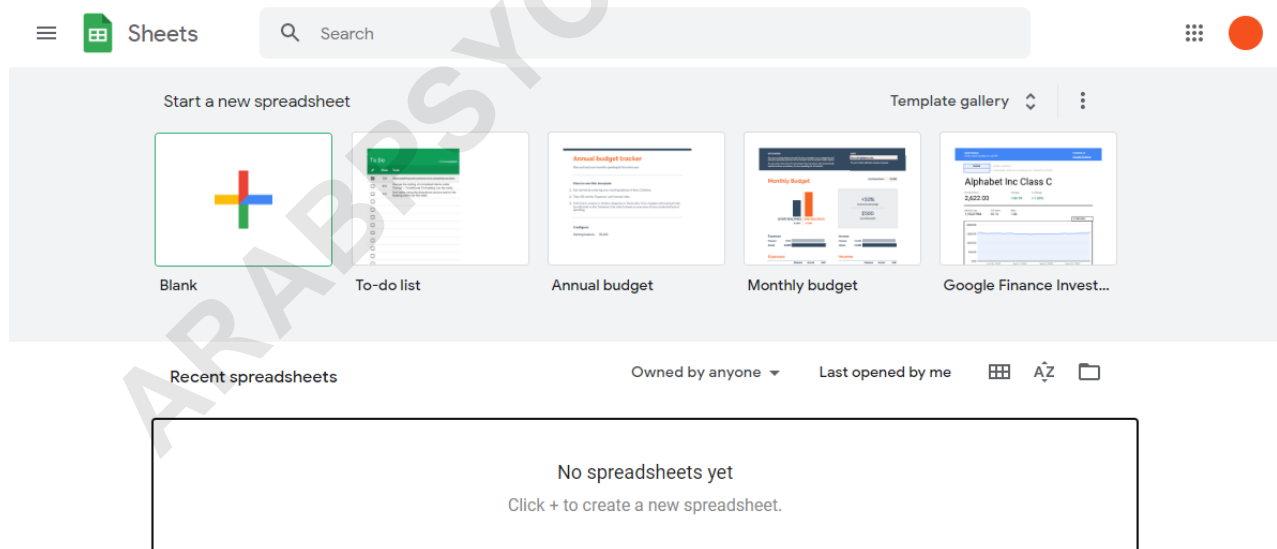 Sheets
Search
Start a new spreadsheet
Template gallery
To Do
Annual budget tracker
Monthly Budget
Alphabet Inc Class C
2,622.03
Blank
To-do list
Annual budget
Monthly budget
Google Finance Invest...
Recent spreadsheets
Owned by anyone
Last opened by me
AZ
No spreadsheets yet
Click + to create a new spreadsheet.
ARABPSYO